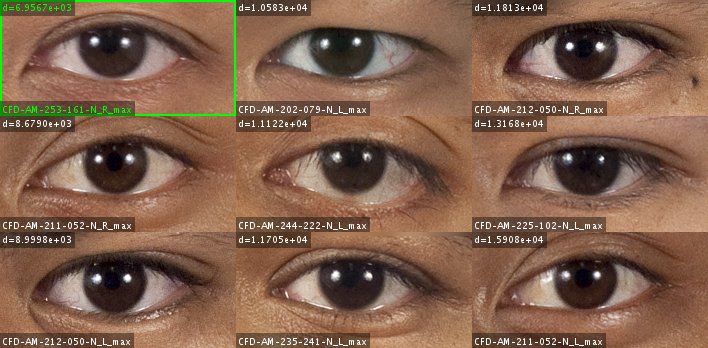 d=6.9567e+03
CFD-AM-253-161-N_R_max
d=1.0583e+04
CFD-AM-202-079-N_L_max
d=1.1813e+04
CFD-AM-212-050-N_R_max
d=8.6790e+03
CFD-AM-211-052-N_R_max
d=1.1122e+04
CFD-AM-244-222-N_L_max
d=1.3168e+04
CFD-AM-225-102-N_L_max
d=8.9998e+03
CFD-AM-212-050-N_L_max
d=1.1705e+04
CFD-AM-235-241-N_L_max
d=1.5908e+04
CFD-AM-211-052-N_L_max